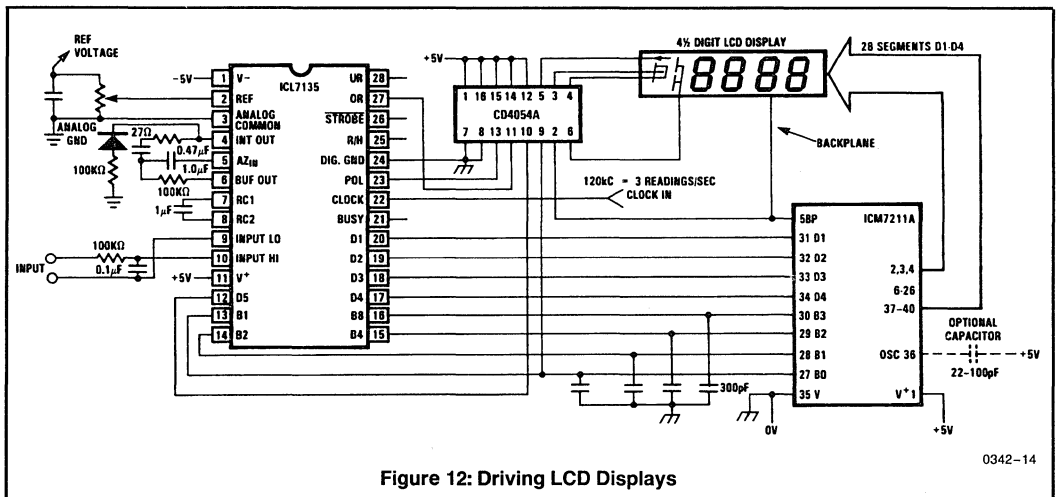 REF
VOLTAGE
ANALOG
GND
27Ω
0.47μF
1.0μF
100KΩ
100KΩ
1μF
100KΩ
0.1μF
INPUT
-5V
+5V
ICL7135
1 V-
2 REF
3 ANALOG
COMMON
4 INT OUT
5 AZIN
6 BUF OUT
7 RC1
8 RC2
9 INPUT LO
10 INPUT HI
11 V+
12 D5
13 B1
14 B2
UR 28
OR 27
STROBE 26
R/H 25
DIG. GND 24
POL 23
CLOCK 22
BUSY 21
D1 20
D2 19
D3 18
D4 17
B8 16
B4 15
+5V
1 16 15 14 12 5 3 4
CD4054A
7 8 13 11 10 9 2 6
4½ DIGIT LCD DISPLAY
8888
28 SEGMENTS D1-D4
BACKPLANE
120kC = 3 READINGS/SEC
CLOCK IN
300pF
5BP ICM7211A
31 D1
32 D2
33 D3
34 D4
30 B3
29 B2
28 B1
27 B0
35 V
2,3,4
6-26
37-40
OSC 36
V+ 1
OPTIONAL
CAPACITOR
+5V
22-100pF
0V
+5V
0342-14
Figure 12: Driving LCD Displays